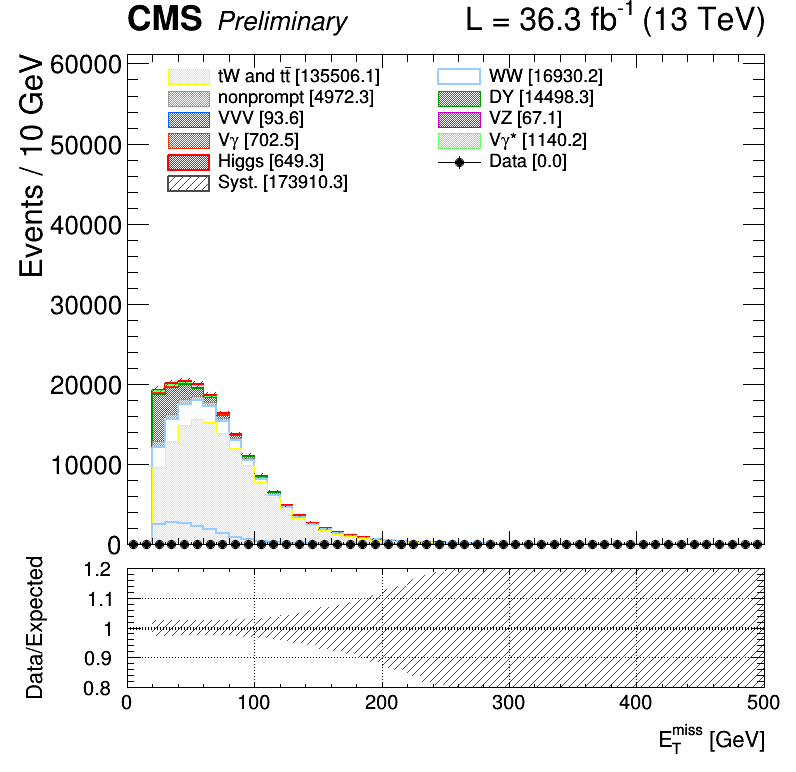 CMS Preliminary L = 36.3 fb⁻¹ (13 TeV)
Events / 10 GeV
60000
50000
40000
30000
20000
10000
0
tW and tt̄ [135506.1]
nonprompt [4972.3]
VVV [93.6]
Vγ [702.5]
Higgs [649.3]
Syst. [173910.3]
WW [16930.2]
DY [14498.3]
VZ [67.1]
Vγ* [1140.2]
Data [0.0]
Data/Expected
1.2
1.1
1
0.9
0.8
0 100 200 300 400 500
E_T^miss [GeV]